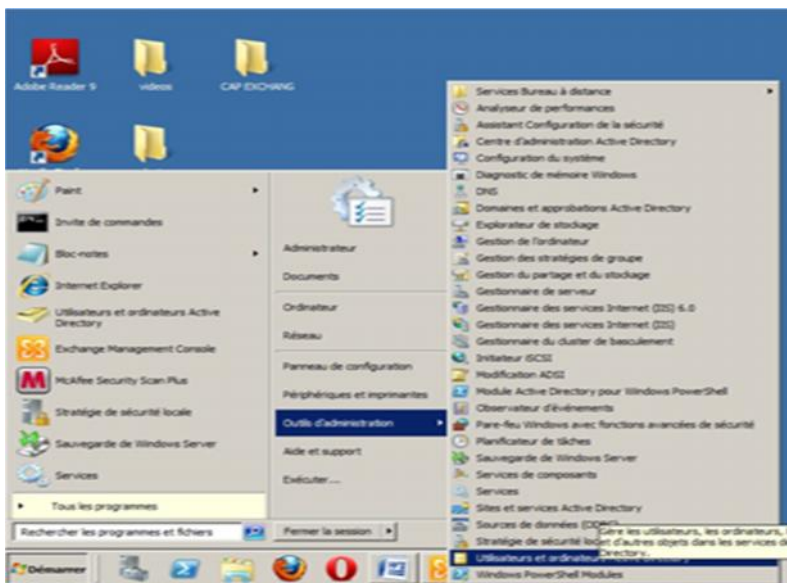 Adobe Reader 9
videos
CAP EXCHANG
Paint
Invite de commandes
Bloc-notes
Internet Explorer
Utilisateurs et ordinateurs Active
Directory
Exchange Management Console
McAfee Security Scan Plus
Stratégie de sécurité locale
Sauvegarde de Windows Server
Services
Tous les programmes
Rechercher les programmes et fichiers
Démarrer
Administrateur
Documents
Ordinateur
Réseau
Panneau de configuration
Périphériques et imprimantes
Outils d'administration
Aide et support
Exécuter...
Fermer la session
Services Bureau à distance
Analyseur de performances
Assistant Configuration de la sécurité
Centre d'administration Active Directory
Configuration du système
Diagnostic de mémoire Windows
DNS
Domaines et approbations Active Directory
Explorateur de stockage
Gestion de l'ordinateur
Gestion des stratégies de groupe
Gestion du partage et du stockage
Gestionnaire de serveur
Gestionnaire des services Internet (IIS) 6.0
Gestionnaire des services Internet (IIS)
Gestionnaire du cluster de basculement
Initiateur iSCSI
Modification ADSI
Module Active Directory pour Windows PowerShell
Observateur d'événements
Pare-feu Windows avec fonctions avancées de sécurité
Planificateur de tâches
Sauvegarde de Windows Server
Services de composants
Services
Sites et services Active Directory
Sources de données
Stratégie de sécurité
Utilisateurs et ordinateurs
Windows PowerShell Modules
Gère les utilisateurs, les ordinateurs,
et d'autres objets dans les services
Directory.